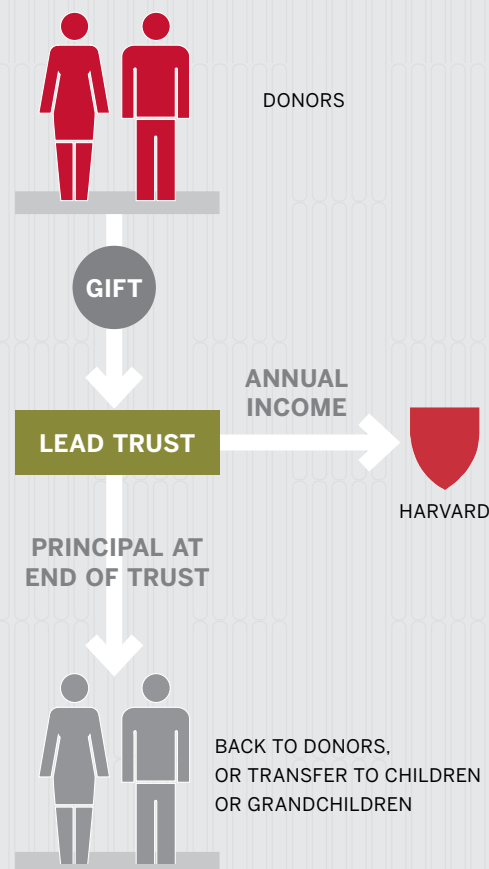 DONORS
GIFT
ANNUAL
INCOME
LEAD TRUST
HARVARD
PRINCIPAL AT
END OF TRUST
BACK TO DONORS,
OR TRANSFER TO CHILDREN
OR GRANDCHILDREN